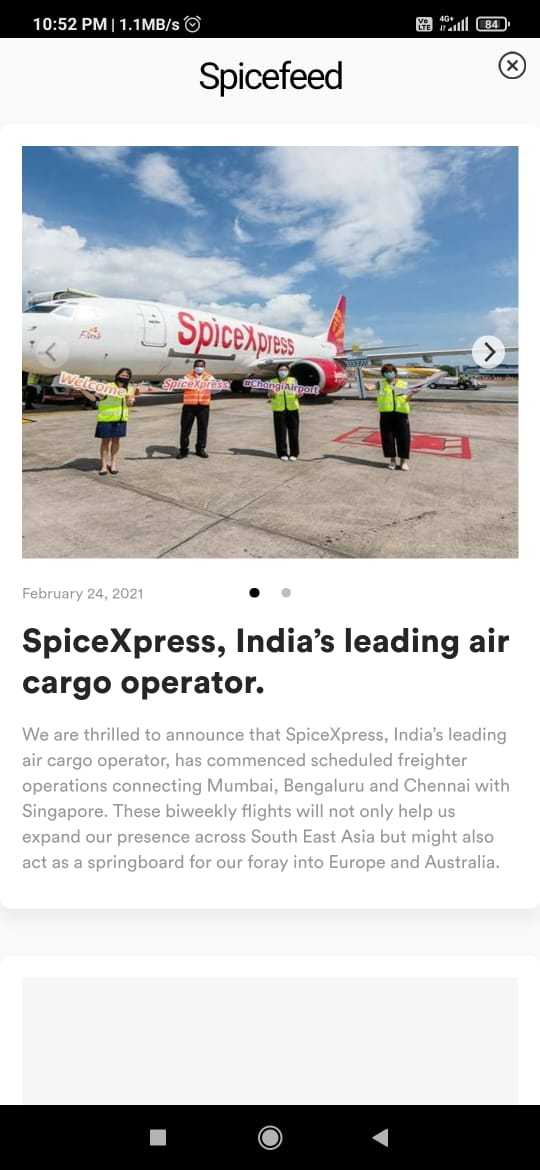 10:52 PM | 1.1MB/s
Vo LTE 4G+ 84
Spicefeed
SpiceXpress
Welcome SpiceXpress #ChangiAirport
February 24, 2021
SpiceXpress, India’s leading air
cargo operator.
We are thrilled to announce that SpiceXpress, India’s leading
air cargo operator, has commenced scheduled freighter
operations connecting Mumbai, Bengaluru and Chennai with
Singapore. These biweekly flights will not only help us
expand our presence across South East Asia but might also
act as a springboard for our foray into Europe and Australia.